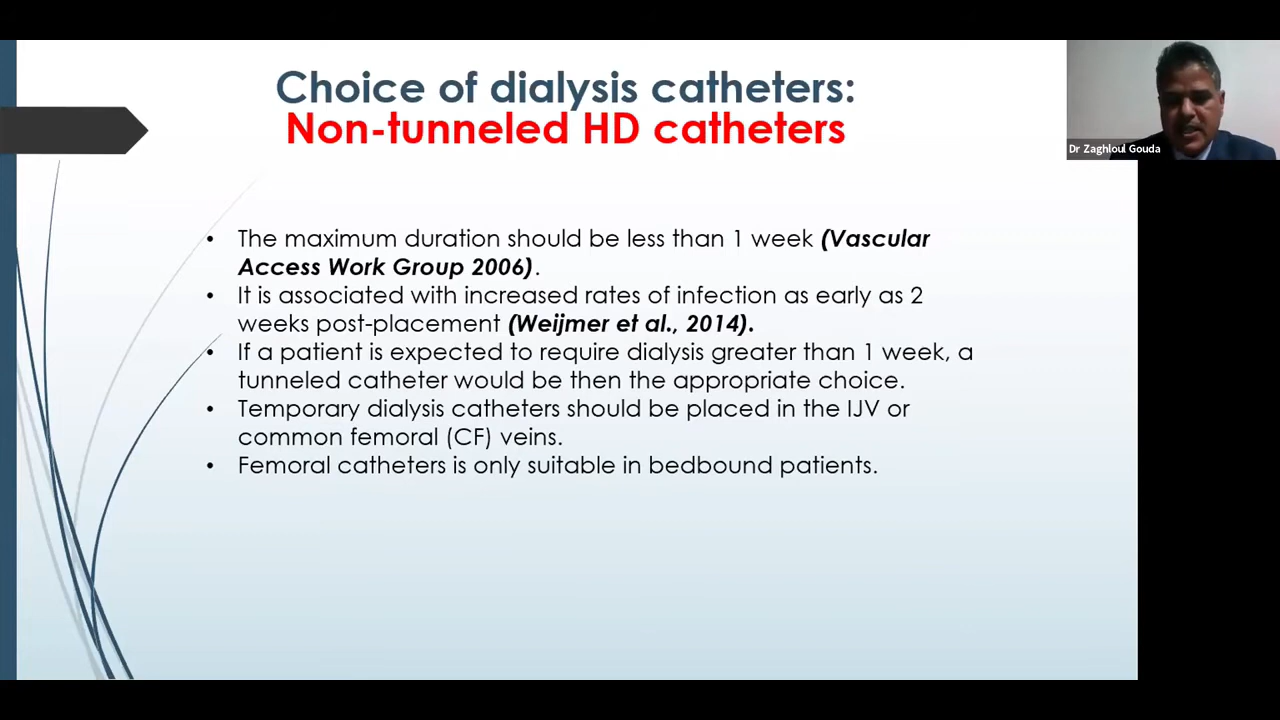 Choice of dialysis catheters:
Non-tunneled HD catheters
Dr Zaghloul Gouda
• The maximum duration should be less than 1 week (Vascular
Access Work Group 2006).
• It is associated with increased rates of infection as early as 2
weeks post-placement (Weijmer et al., 2014).
• If a patient is expected to require dialysis greater than 1 week, a
tunneled catheter would be then the appropriate choice.
• Temporary dialysis catheters should be placed in the IJV or
common femoral (CF) veins.
• Femoral catheters is only suitable in bedbound patients.